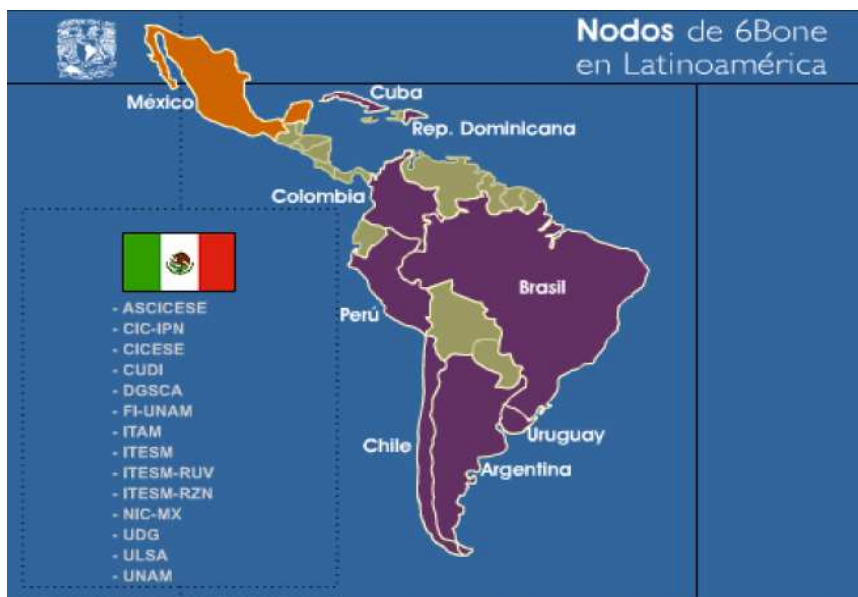 Nodos de 6Bone
en Latinoamérica
México
Cuba
Rep. Dominicana
Colombia
Perú
Brasil
Chile
Uruguay
Argentina
- ASCICESE
- CIC-IPN
- CICESE
- CUDI
- DGSCA
- FI-UNAM
- ITAM
- ITESM
- ITESM-RUV
- ITESM-RZN
- NIC-MX
- UDG
- ULSA
- UNAM